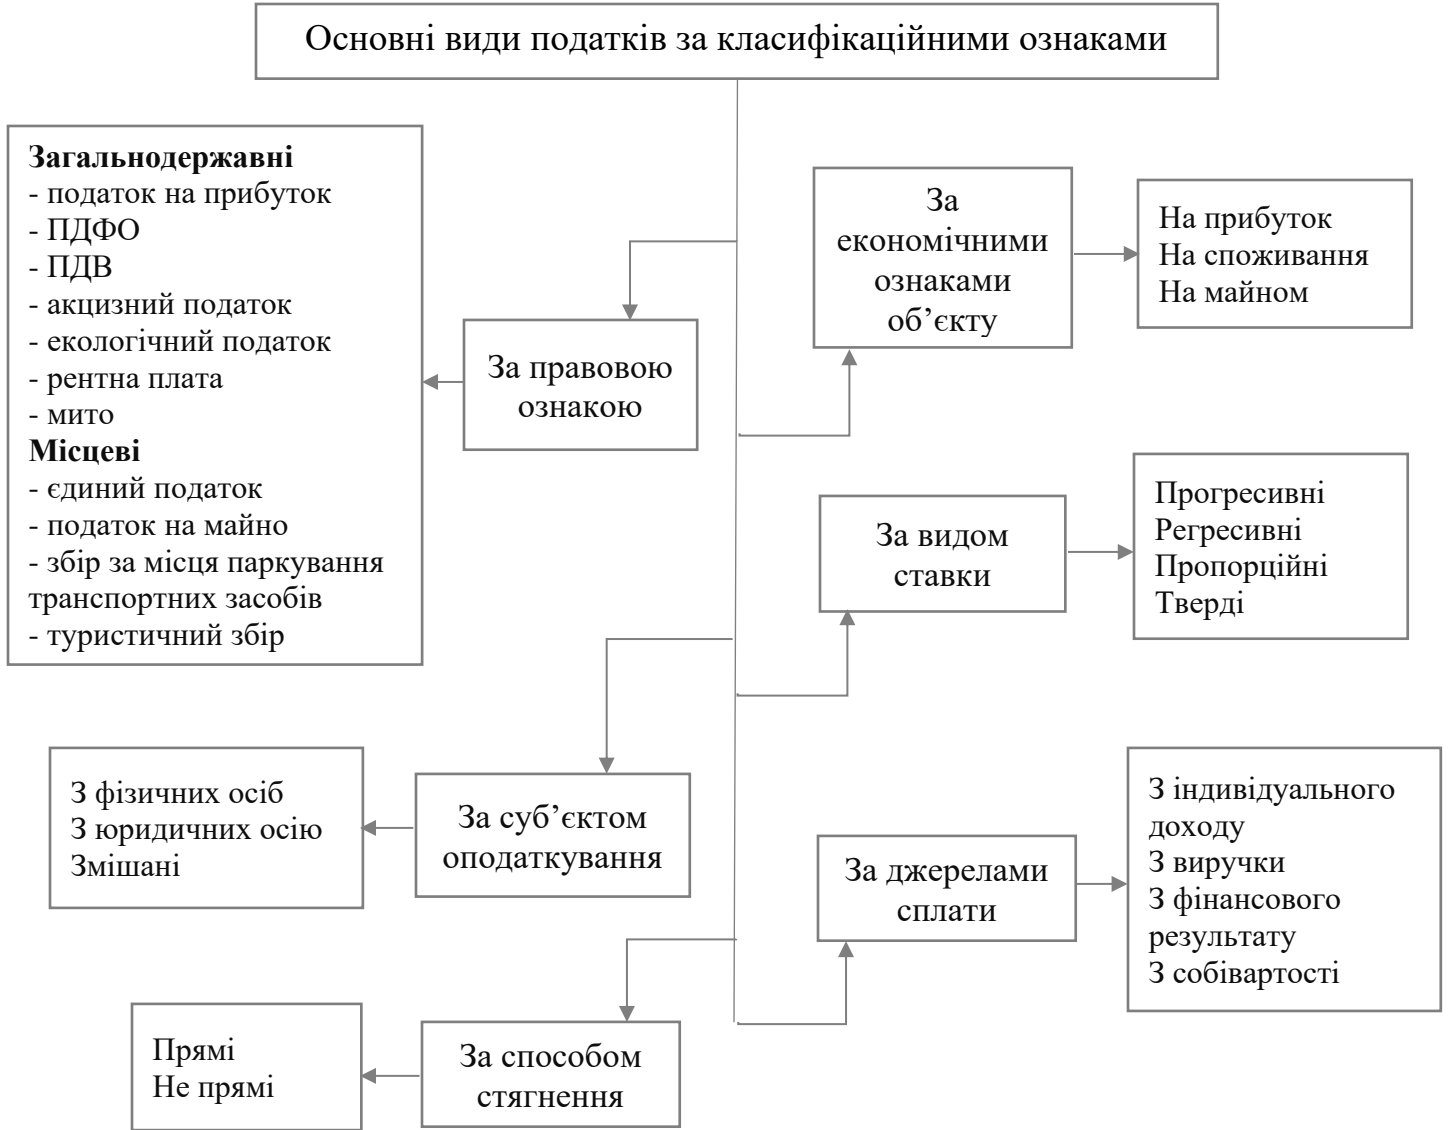 Основні види податків за класифікаційними ознаками
Загальнодержавні
- податок на прибуток
- ПДФО
- ПДВ
- акцизний податок
- екологічний податок
- рентна плата
- мито
Місцеві
- єдиний податок
- податок на майно
- збір за місця паркування
транспортних засобів
- туристичний збір
За правовою
ознакою
За
економічними
ознаками
об’єкту
На прибуток
На споживання
На майном
За видом
ставки
Прогресивні
Регресивні
Пропорційні
Тверді
З фізичних осіб
З юридичних осію
Змішані
За суб’єктом
оподаткування
За джерелами
сплати
З індивідуального
доходу
З виручки
З фінансового
результату
З собівартості
Прямі
Не прямі
За способом
стягнення